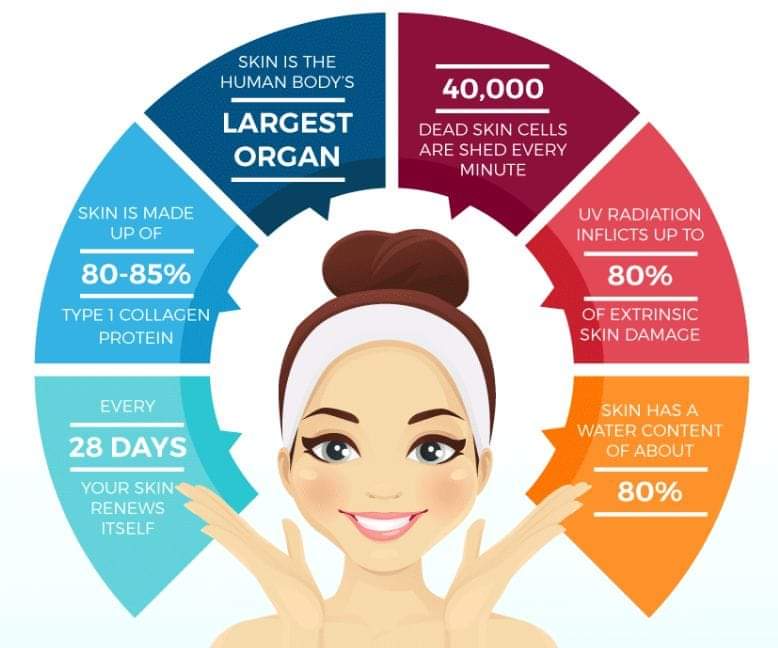 EVERY
28 DAYS
YOUR SKIN
RENEWS
ITSELF
SKIN IS MADE
UP OF
80-85%
TYPE 1 COLLAGEN
PROTEIN
SKIN IS THE
HUMAN BODY'S
LARGEST
ORGAN
40,000
DEAD SKIN CELLS
ARE SHED EVERY
MINUTE
UV RADIATION
INFLICTS UP TO
80%
OF EXTRINSIC
SKIN DAMAGE
SKIN HAS A
WATER CONTENT
OF ABOUT
80%